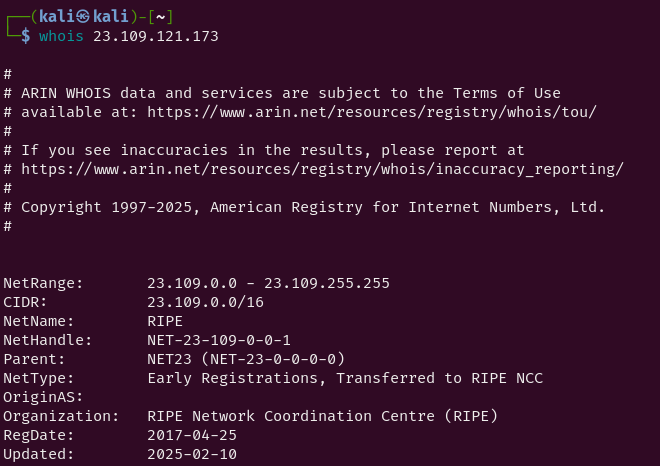 ┌──(kali㉿kali)-[~]
└─$ whois 23.109.121.173
#
# ARIN WHOIS data and services are subject to the Terms of Use
# available at: https://www.arin.net/resources/registry/whois/tou/
#
# If you see inaccuracies in the results, please report at
# https://www.arin.net/resources/registry/whois/inaccuracy_reporting/
#
# Copyright 1997-2025, American Registry for Internet Numbers, Ltd.
#
NetRange:       23.109.0.0 - 23.109.255.255
CIDR:           23.109.0.0/16
NetName:        RIPE
NetHandle:      NET-23-109-0-0-1
Parent:         NET23 (NET-23-0-0-0-0)
NetType:        Early Registrations, Transferred to RIPE NCC
OriginAS:
Organization:   RIPE Network Coordination Centre (RIPE)
RegDate:        2017-04-25
Updated:        2025-02-10